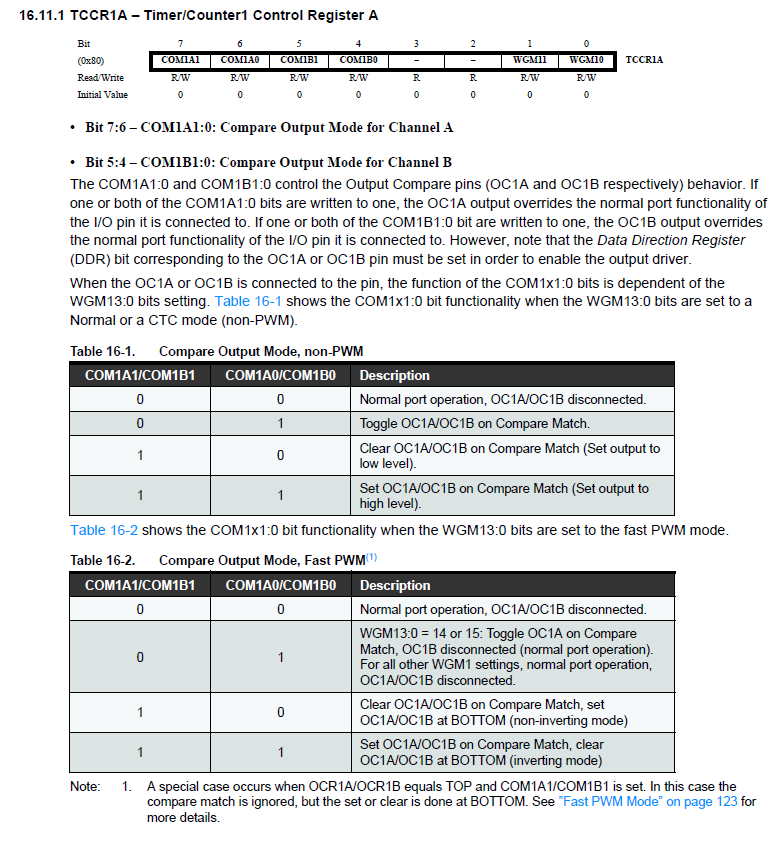 16.11.1 TCCR1A – Timer/Counter1 Control Register A
Bit 7 6 5 4 3 2 1 0
(0x80) COM1A1 COM1A0 COM1B1 COM1B0 – – WGM11 WGM10 TCCR1A
Read/Write R/W R/W R/W R/W R R R/W R/W
Initial Value 0 0 0 0 0 0 0 0
• Bit 7:6 – COM1A1:0: Compare Output Mode for Channel A
• Bit 5:4 – COM1B1:0: Compare Output Mode for Channel B
The COM1A1:0 and COM1B1:0 control the Output Compare pins (OC1A and OC1B respectively) behavior. If
one or both of the COM1A1:0 bits are written to one, the OC1A output overrides the normal port functionality of
the I/O pin it is connected to. If one or both of the COM1B1:0 bit are written to one, the OC1B output overrides
the normal port functionality of the I/O pin it is connected to. However, note that the Data Direction Register
(DDR) bit corresponding to the OC1A or OC1B pin must be set in order to enable the output driver.
When the OC1A or OC1B is connected to the pin, the function of the COM1x1:0 bits is dependent of the
WGM13:0 bits setting. Table 16-1 shows the COM1x1:0 bit functionality when the WGM13:0 bits are set to a
Normal or a CTC mode (non-PWM).
Table 16-1. Compare Output Mode, non-PWM
COM1A1/COM1B1 COM1A0/COM1B0 Description
0 0 Normal port operation, OC1A/OC1B disconnected.
0 1 Toggle OC1A/OC1B on Compare Match.
1 0 Clear OC1A/OC1B on Compare Match (Set output to
low level).
1 1 Set OC1A/OC1B on Compare Match (Set output to
high level).
Table 16-2 shows the COM1x1:0 bit functionality when the WGM13:0 bits are set to the fast PWM mode.
Table 16-2. Compare Output Mode, Fast PWM(1)
COM1A1/COM1B1 COM1A0/COM1B0 Description
0 0 Normal port operation, OC1A/OC1B disconnected.
0 1 WGM13:0 = 14 or 15: Toggle OC1A on Compare
Match, OC1B disconnected (normal port operation).
For all other WGM1 settings, normal port operation,
OC1A/OC1B disconnected.
1 0 Clear OC1A/OC1B on Compare Match, set
OC1A/OC1B at BOTTOM (non-inverting mode)
1 1 Set OC1A/OC1B on Compare Match, clear
OC1A/OC1B at BOTTOM (inverting mode)
Note: 1. A special case occurs when OCR1A/OCR1B equals TOP and COM1A1/COM1B1 is set. In this case the
compare match is ignored, but the set or clear is done at BOTTOM. See "Fast PWM Mode" on page 123 for
more details.